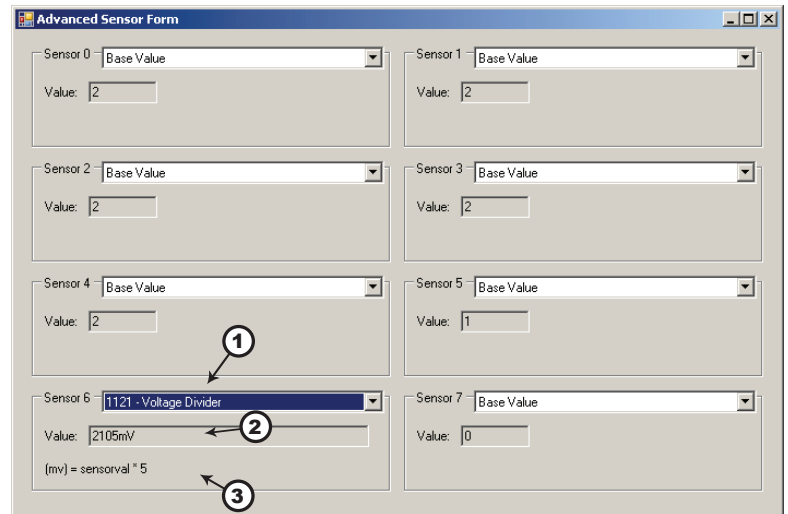 Advanced Sensor Form
Sensor 0 Base Value
Value: 2
Sensor 1 Base Value
Value: 2
Sensor 2 Base Value
Value: 2
Sensor 3 Base Value
Value: 2
Sensor 4 Base Value
Value: 2
Sensor 5 Base Value
Value: 1
1
Sensor 6 1121 - Voltage Divider
Value: 2105mV
2
(mv) = sensorval * 5
3
Sensor 7 Base Value
Value: 0